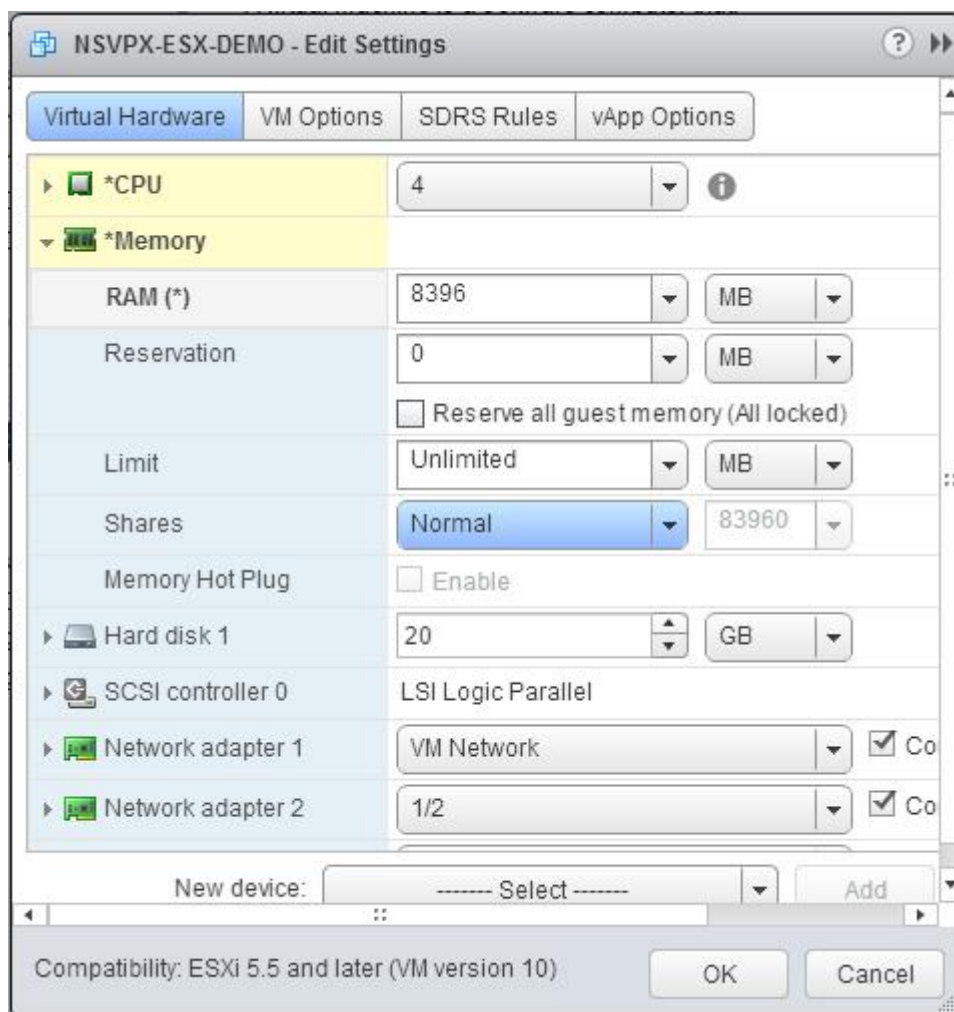 NSVPX-ESX-DEMO - Edit Settings ?
Virtual Hardware VM Options SDRS Rules vApp Options
*CPU 4
*Memory
RAM (*) 8396 MB
Reservation 0 MB
Reserve all guest memory (All locked)
Limit Unlimited MB
Shares Normal 83960
Memory Hot Plug Enable
Hard disk 1 20 GB
SCSI controller 0 LSI Logic Parallel
Network adapter 1 VM Network Co
Network adapter 2 1/2 Co
New device: ------- Select ------- Add
Compatibility: ESXi 5.5 and later (VM version 10) OK Cancel